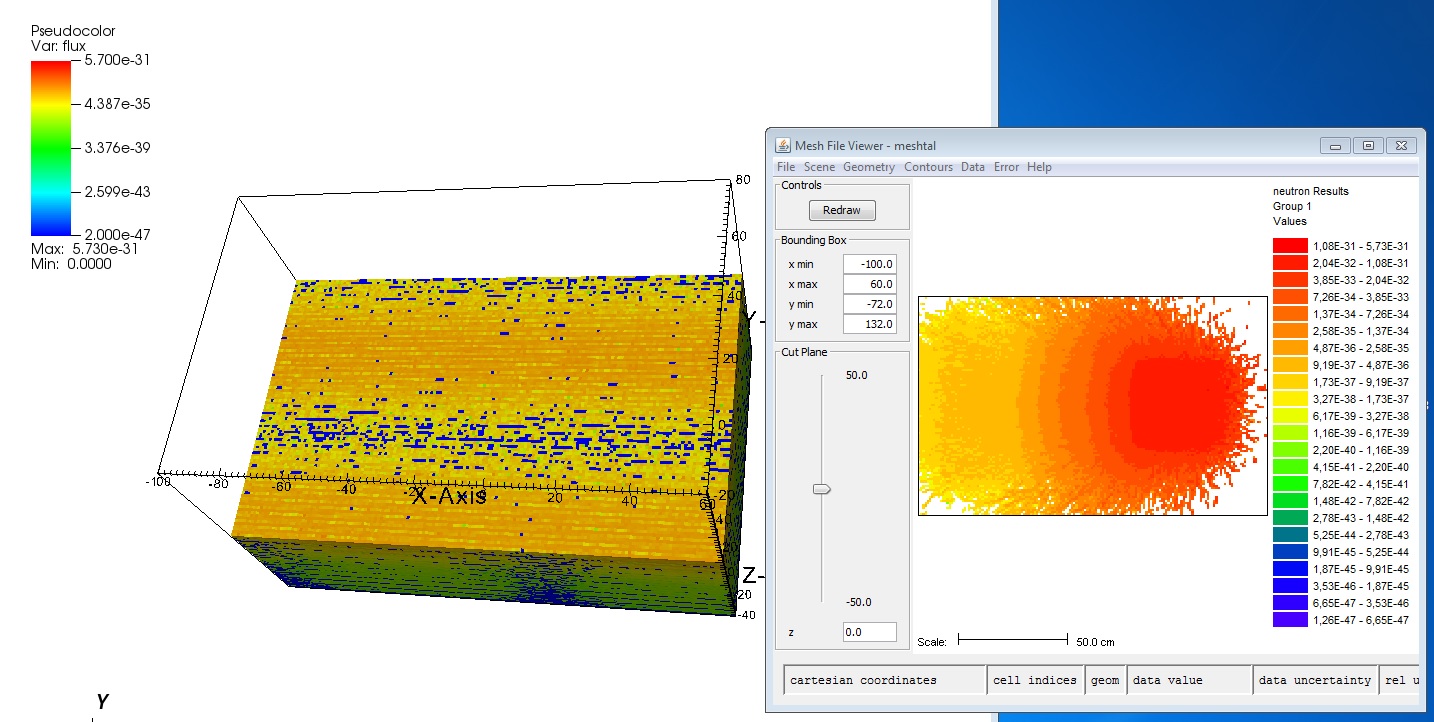 Pseudocolor
Var: flux
5.700e-31
4.387e-35
3.376e-39
2.599e-43
2.000e-47
Max: 5.730e-31
Min: 0.0000
80
60
40
20
0
-20
-40
-100
-80
-60
-40
-20
X-Axis
20
40
60
Y-
Z-
20
-40
Y
Mesh File Viewer - meshtal
File Scene Geometry Contours Data Error Help
Controls
Redraw
Bounding Box
x min -100.0
x max 60.0
y min -72.0
y max 132.0
Cut Plane
50.0
-50.0
z 0.0
neutron Results
Group 1
Values
1,08E-31 - 5,73E-31
2,04E-32 - 1,08E-31
3,85E-33 - 2,04E-32
7,26E-34 - 3,85E-33
1,37E-34 - 7,26E-34
2,58E-35 - 1,37E-34
4,87E-36 - 2,58E-35
9,19E-37 - 4,87E-36
1,73E-37 - 9,19E-37
3,27E-38 - 1,73E-37
6,17E-39 - 3,27E-38
1,16E-39 - 6,17E-39
2,20E-40 - 1,16E-39
4,15E-41 - 2,20E-40
7,82E-42 - 4,15E-41
1,48E-42 - 7,82E-42
2,78E-43 - 1,48E-42
5,25E-44 - 2,78E-43
9,91E-45 - 5,25E-44
1,87E-45 - 9,91E-45
3,53E-46 - 1,87E-45
6,65E-47 - 3,53E-46
1,26E-47 - 6,65E-47
Scale: 50.0 cm
cartesian coordinates cell indices geom data value data uncertainty rel u